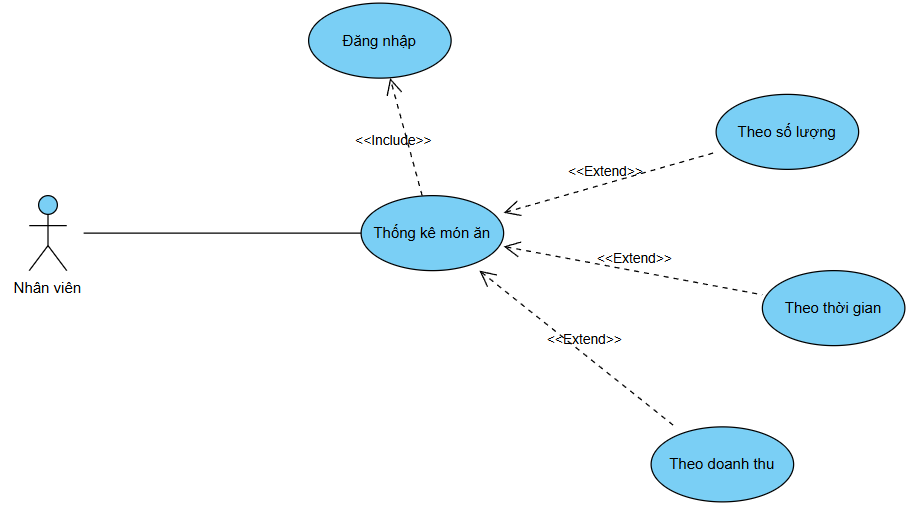 Đăng nhập
<<Include>>
Theo số lượng
<<Extend>>
Thống kê món ăn
<<Extend>>
Nhân viên
Theo thời gian
<<Extend>>
Theo doanh thu